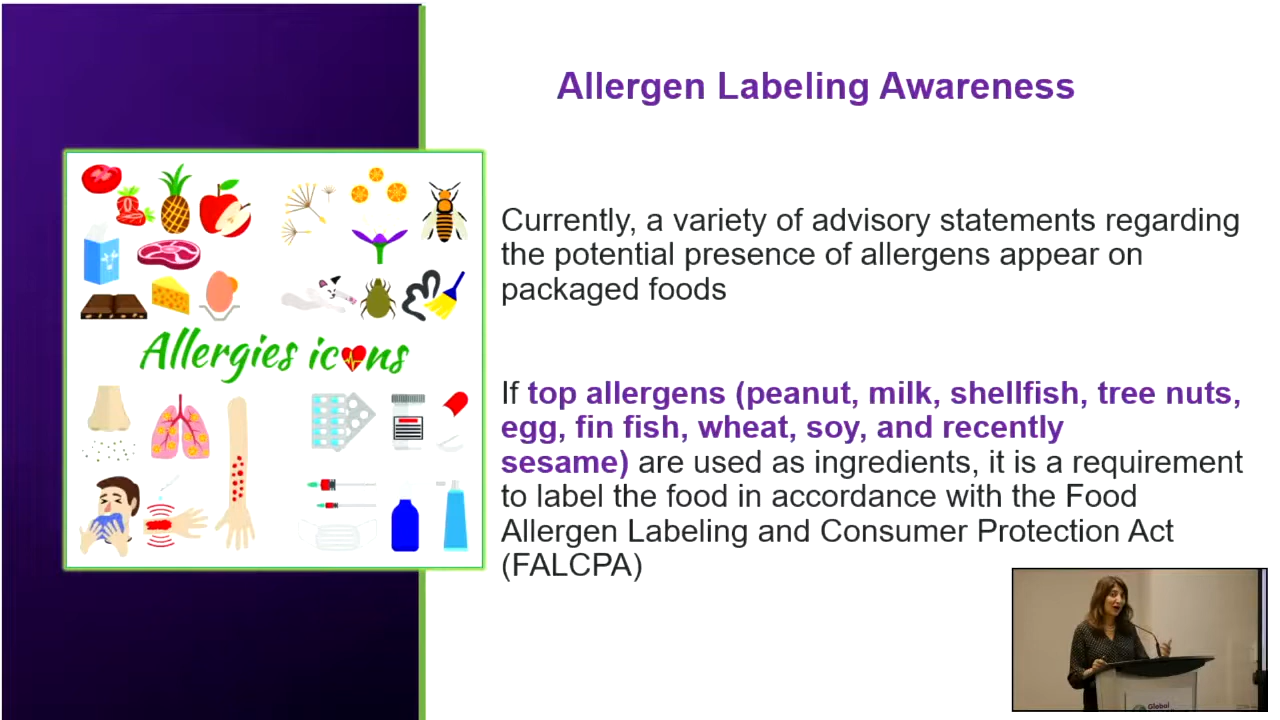 Allergen Labeling Awareness
Allergies icons
Currently, a variety of advisory statements regarding
the potential presence of allergens appear on
packaged foods
If top allergens (peanut, milk, shellfish, tree nuts,
egg, fin fish, wheat, soy, and recently
sesame) are used as ingredients, it is a requirement
to label the food in accordance with the Food
Allergen Labeling and Consumer Protection Act
(FALCPA)
Global